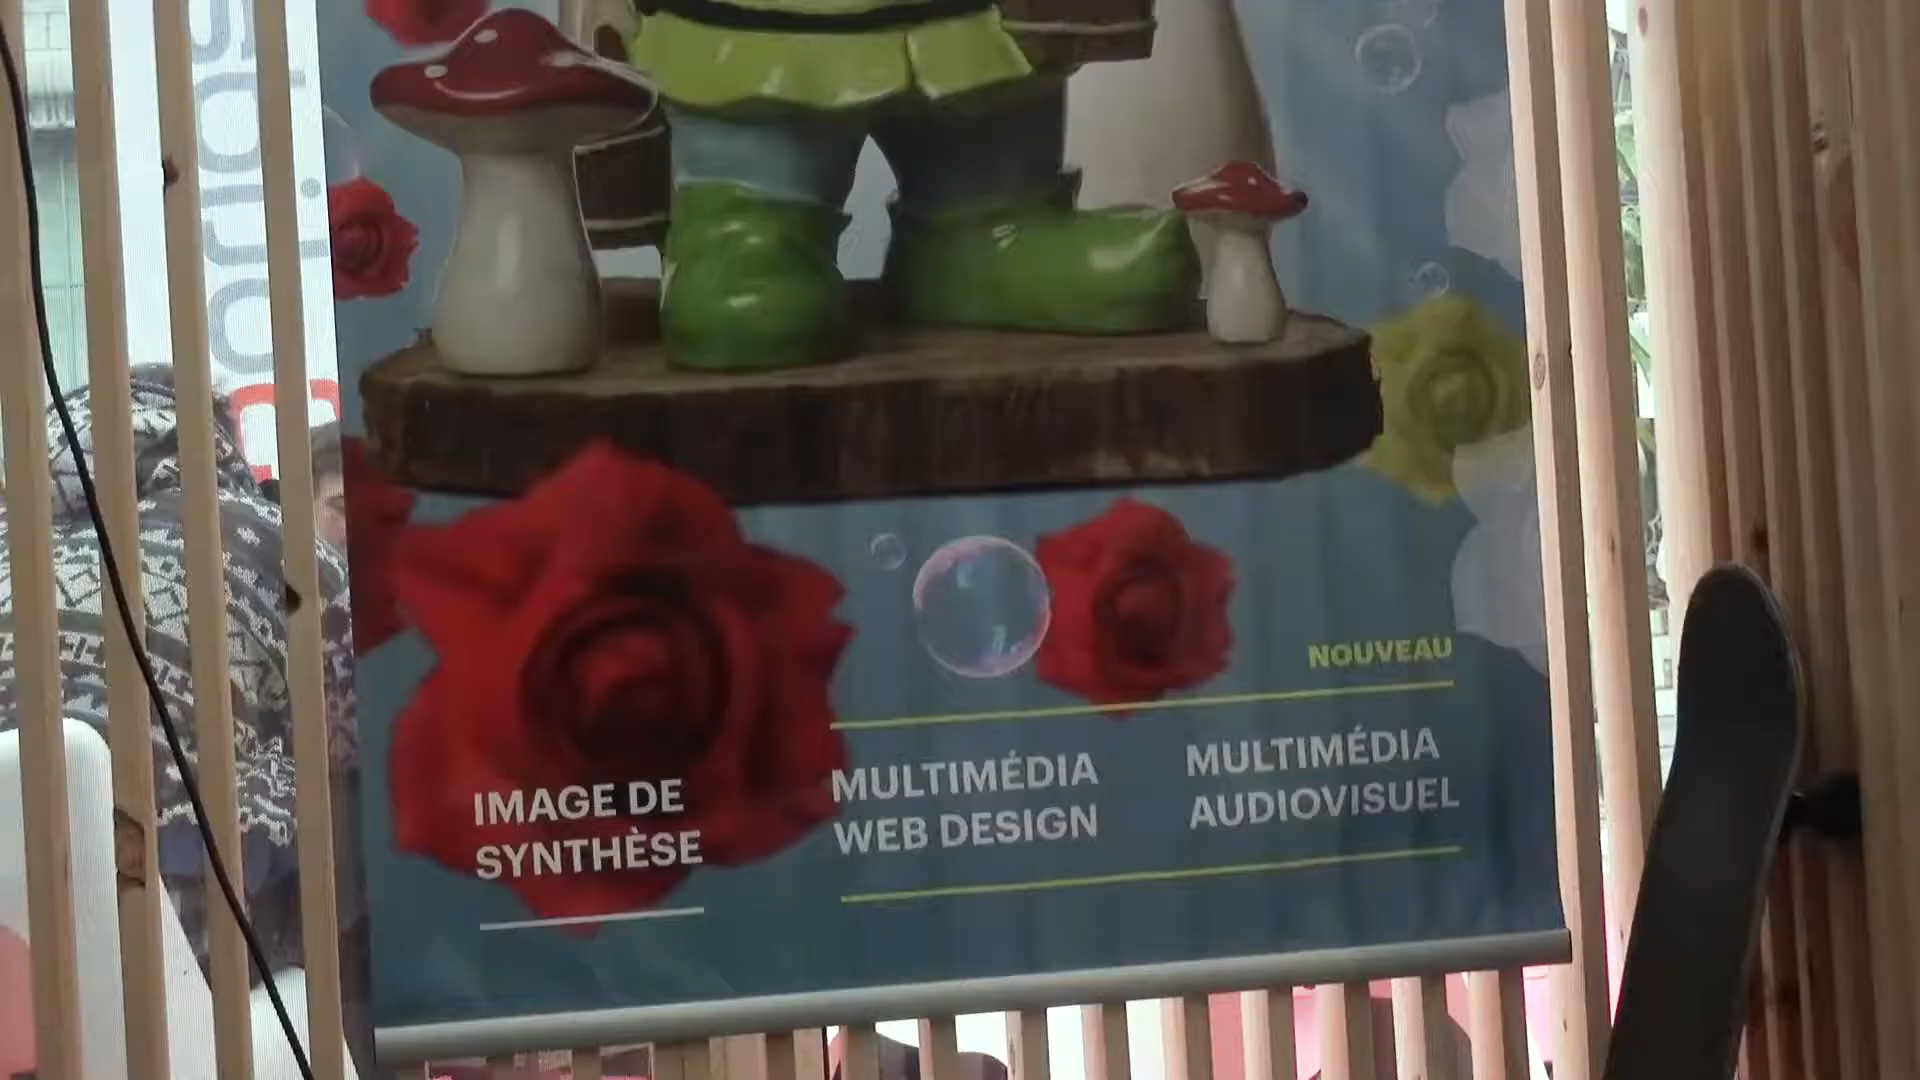 NOUVEAU
IMAGE DE
SYNTHÈSE
MULTIMÉDIA
WEB DESIGN
MULTIMÉDIA
AUDIOVISUEL